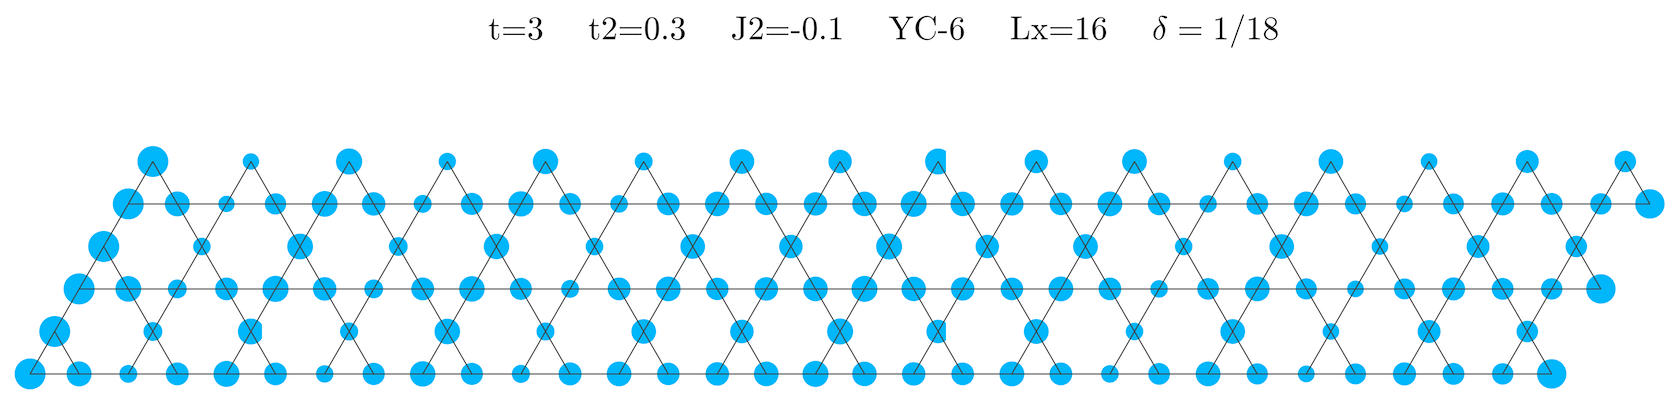 t=3 t2=0.3 J2=-0.1 YC-6 Lx=16 δ = 1/18